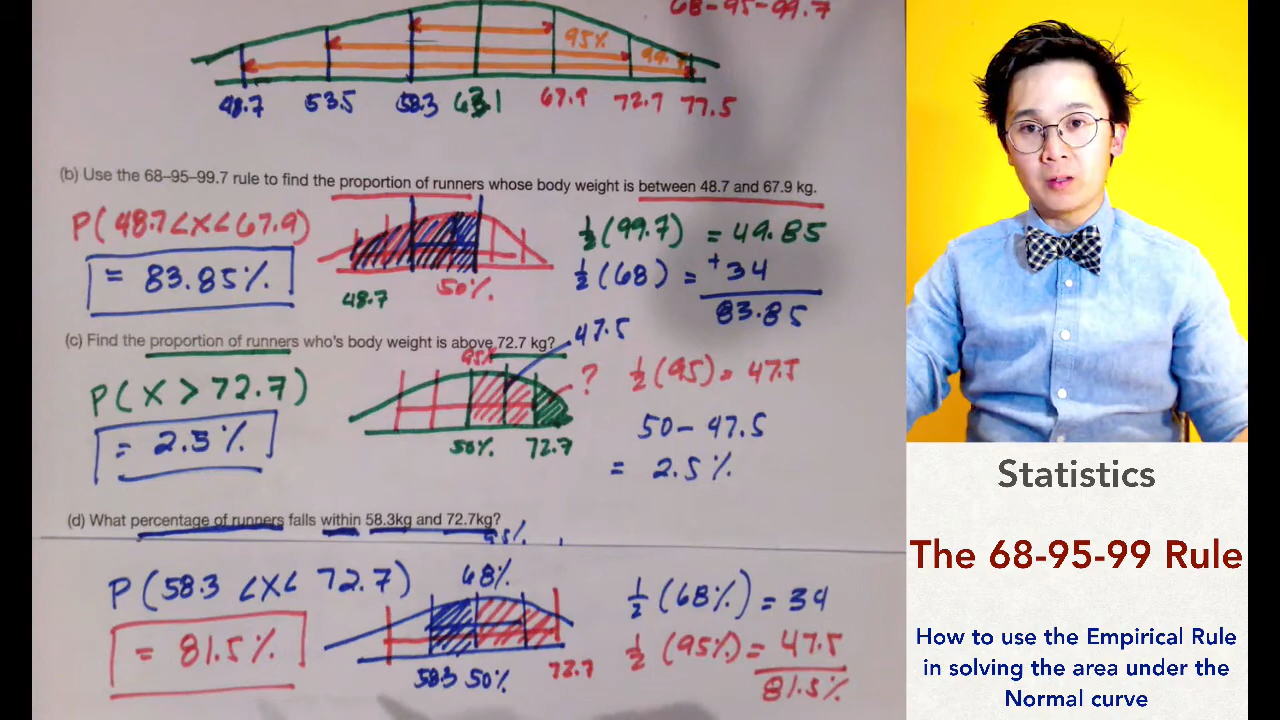 68-95-99.7
95%
48.7 53.5 58.3 63.1 67.9 72.7 77.5
(b) Use the 68–95–99.7 rule to find the proportion of runners whose body weight is between 48.7 and 67.9 kg.
P(48.7<X<67.9)
= 83.85%
48.7 50%
½(99.7) = 49.85
½(68) = +34
83.85
(c) Find the proportion of runners who's body weight is above 72.7 kg?
47.5
P(X > 72.7)
= 2.5%
95%
?
50% 72.7
½(95) = 47.5
50-47.5
= 2.5%
(d) What percentage of runners falls within 58.3kg and 72.7kg?
95%
P(58.3 <X< 72.7)
= 81.5%
68%
58.3 50% 72.7
½(68%) = 34
½(95%) = 47.5
81.5%
Statistics
The 68-95-99 Rule
How to use the Empirical Rule
in solving the area under the
Normal curve